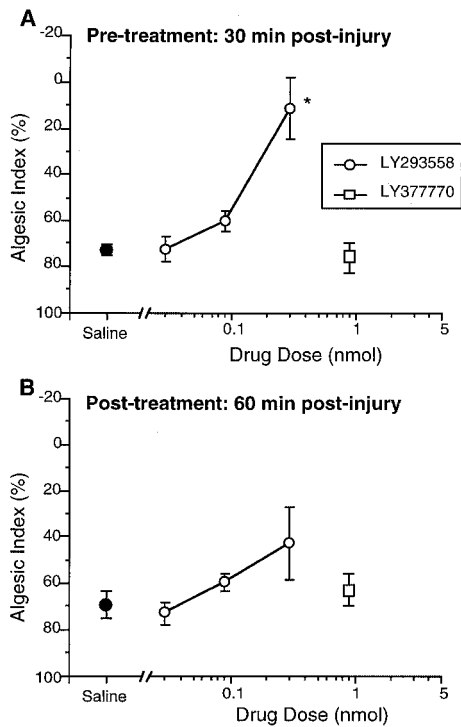 A
Pre-treatment: 30 min post-injury
Algesic Index (%)
-20
0
20
40
60
80
100
*
LY293558
LY377770
Saline
0.1
1
5
Drug Dose (nmol)
B
Post-treatment: 60 min post-injury
Algesic Index (%)
-20
0
20
40
60
80
100
Saline
0.1
1
5
Drug Dose (nmol)